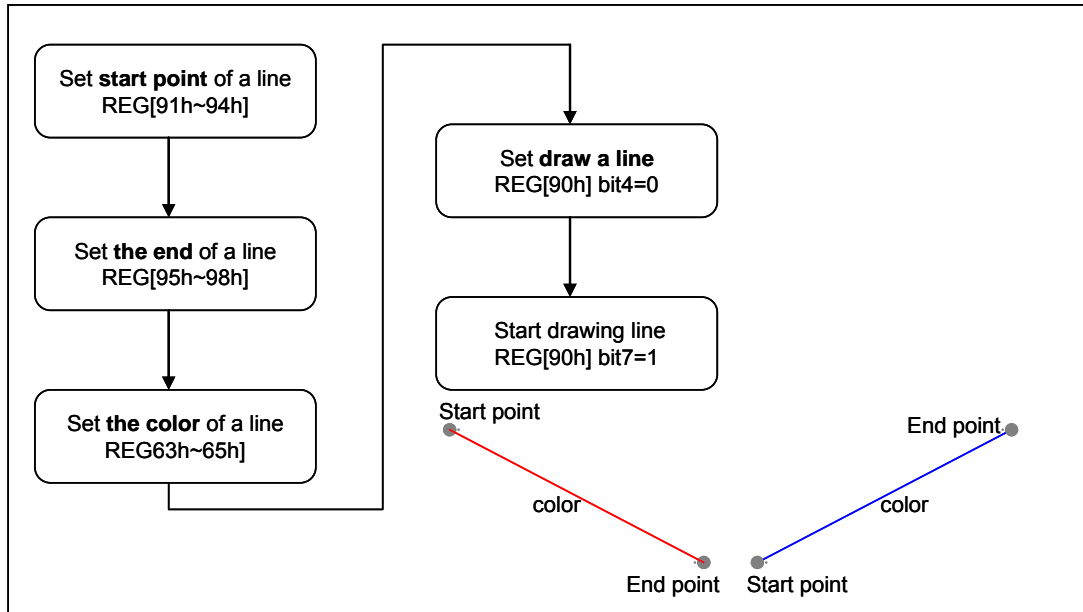 Set start point of a line
REG[91h~94h]
Set the end of a line
REG[95h~98h]
Set the color of a line
REG63h~65h]
Set draw a line
REG[90h] bit4=0
Start drawing line
REG[90h] bit7=1
Start point
color
End point
End point
color
Start point